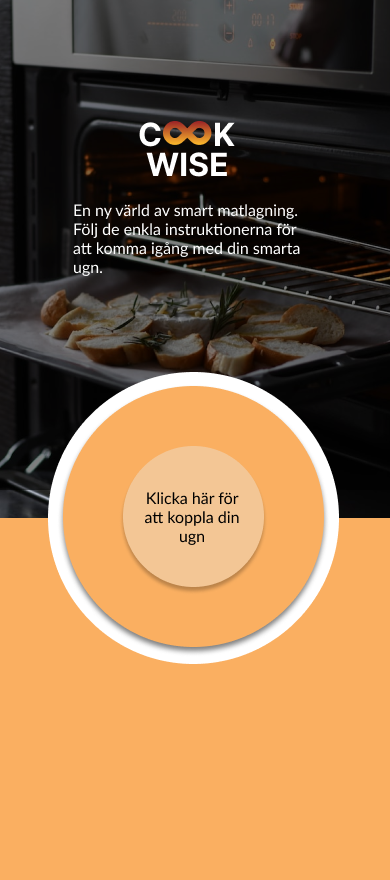 COOK
WISE
En ny värld av smart matlagning.
Följ de enkla instruktionerna för
att komma igång med din smarta
ugn.
Klicka här för
att koppla din
ugn